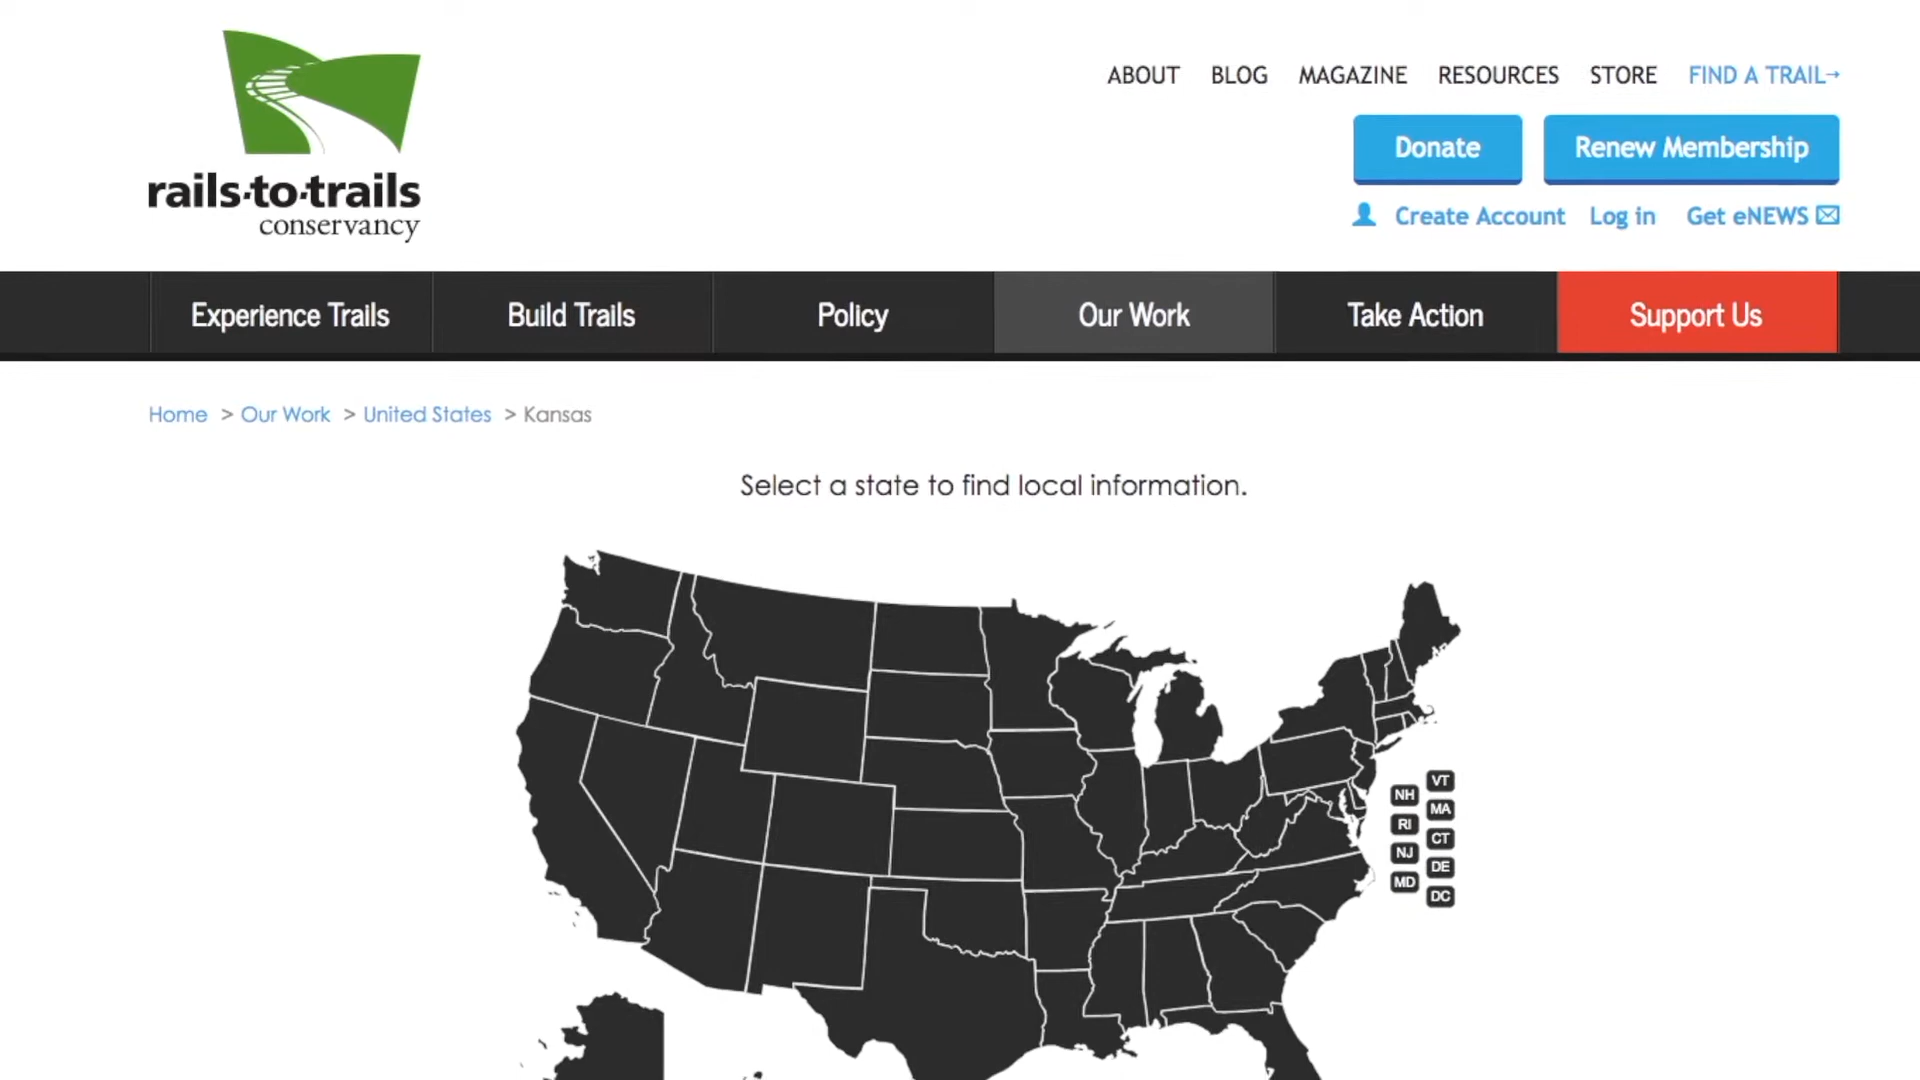 rails·to·trails
conservancy
ABOUT BLOG MAGAZINE RESOURCES STORE FIND A TRAIL→
Donate Renew Membership
Create Account Log in Get eNEWS
Experience Trails Build Trails Policy Our Work Take Action Support Us
Home > Our Work > United States > Kansas
Select a state to find local information.
VT
NH
MA
RI
CT
NJ
DE
MD
DC